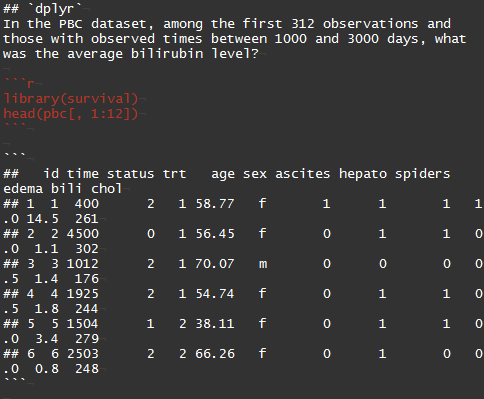 ## `dplyr`
In the PBC dataset, among the first 312 observations and
those with observed times between 1000 and 3000 days, what
was the average bilirubin level?
```r
library(survival)
head(pbc[, 1:12])
```
```
##   id time status trt   age sex ascites hepato spiders
edema bili chol
## 1  1  400      2   1 58.77   f       1      1       1   1
.0 14.5  261
## 2  2 4500      0   1 56.45   f       0      1       1   0
.0  1.1  302
## 3  3 1012      2   1 70.07   m       0      0       0   0
.5  1.4  176
## 4  4 1925      2   1 54.74   f       0      1       1   0
.5  1.8  244
## 5  5 1504      1   2 38.11   f       0      1       1   0
.0  3.4  279
## 6  6 2503      2   2 66.26   f       0      1       0   0
.0  0.8  248
```